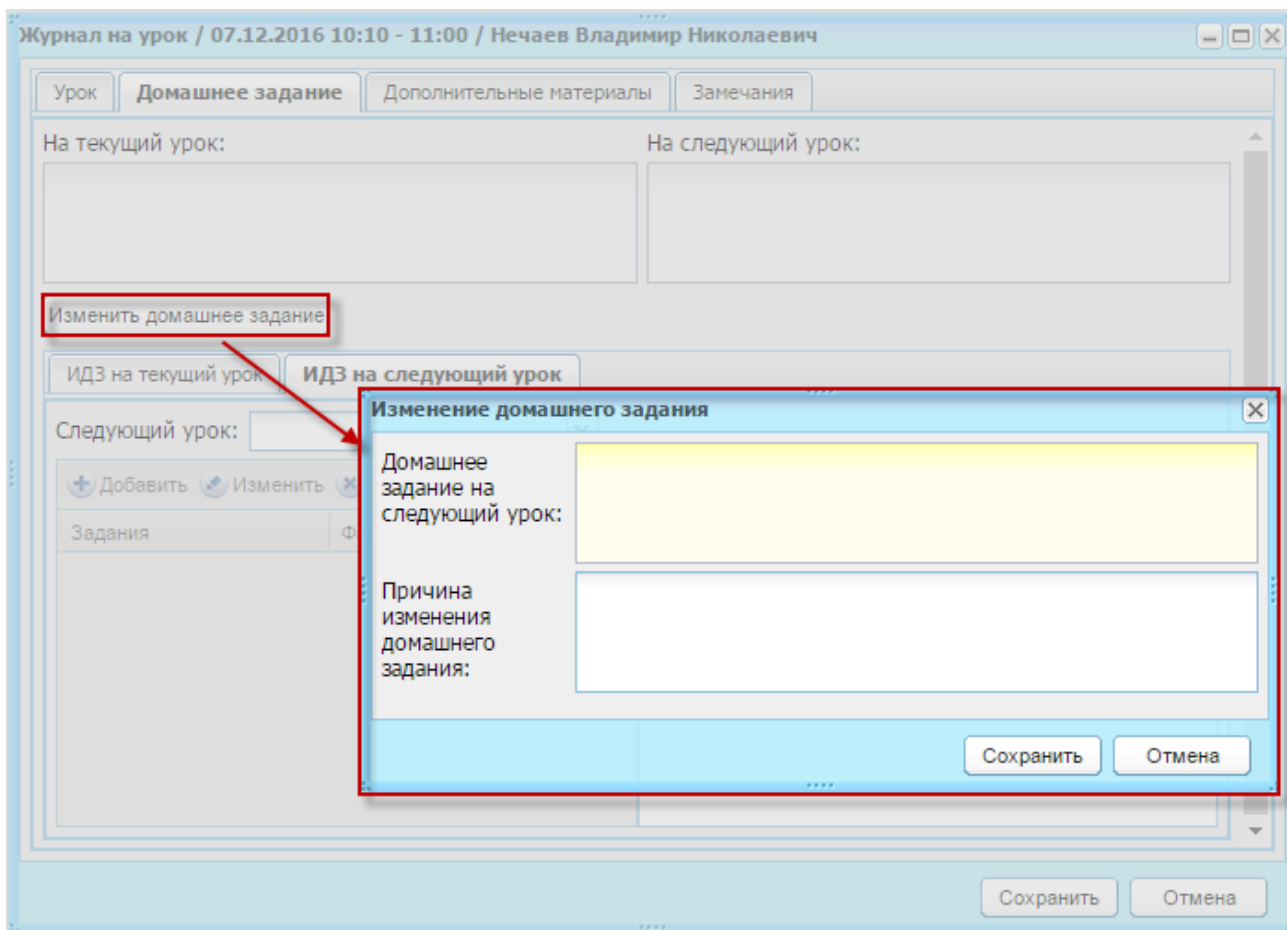 Журнал на урок / 07.12.2016 10:10 - 11:00 / Нечаев Владимир Николаевич
Урок Домашнее задание Дополнительные материалы Замечания
На текущий урок: На следующий урок:
Изменить домашнее задание
ИДЗ на текущий урок ИДЗ на следующий урок
Следующий урок:
Добавить Изменить
Задания Ф
Изменение домашнего задания
Домашнее
задание на
следующий урок:
Причина
изменения
домашнего
задания:
Сохранить Отмена
Сохранить Отмена